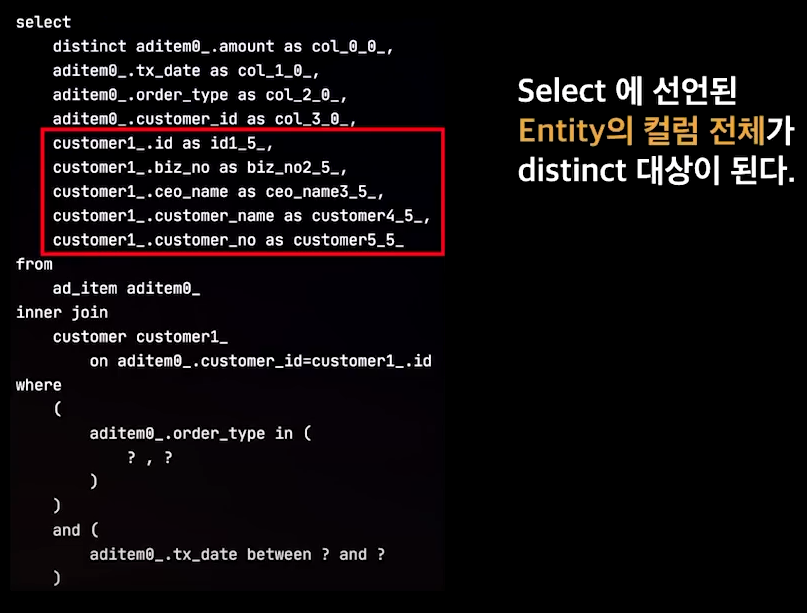 select
distinct aditem0_.amount as col_0_0_,
aditem0_.tx_date as col_1_0_,
aditem0_.order_type as col_2_0_,
aditem0_.customer_id as col_3_0_,
customer1_.id as id1_5_,
customer1_.biz_no as biz_no2_5_,
customer1_.ceo_name as ceo_name3_5_,
customer1_.customer_name as customer4_5_,
customer1_.customer_no as customer5_5_
from
ad_item aditem0_
inner join
customer customer1_
on aditem0_.customer_id=customer1_.id
where
(
aditem0_.order_type in (
? , ?
)
)
and (
aditem0_.tx_date between ? and ?
)
Select 에 선언된
Entity의 컬럼 전체가
distinct 대상이 된다.